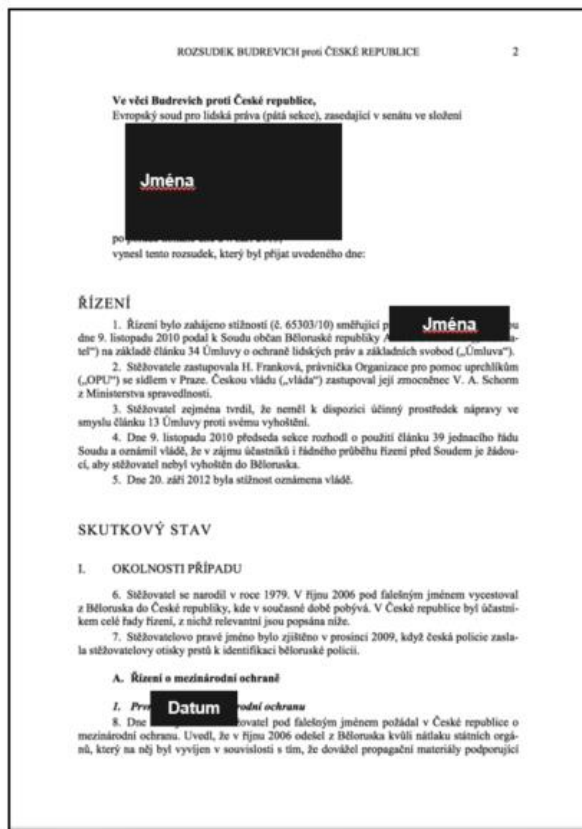 ROZSUDEK BUDREVICH proti ČESKÉ REPUBLICE 2
Ve věci Budrevich proti České republice,
Evropský soud pro lidská práva (pátá sekce), zasedající v senátu ve složení
Jména
vynesl tento rozsudek, který byl přijat uvedeného dne:
ŘÍZENÍ
1. Řízení bylo zahájeno stížností (č. 65303/10) směřující Jména
dne 9. listopadu 2010 podal k Soudu občan Běloruské republiky
tel“) na základě článku 34 Úmluvy o ochraně lidských práv a základních svobod („Úmluva“).
2. Stěžovatele zastupovala H. Franková, právnička Organizace pro pomoc uprchlíkům
(„OPU“) se sídlem v Praze. Českou vládu („vláda“) zastupoval její zmocněnec V. A. Schorm
z Ministerstva spravedlnosti.
3. Stěžovatel zejména tvrdil, že neměl k dispozici účinný prostředek nápravy ve
smyslu článku 13 Úmluvy proti svému vyhoštění.
4. Dne 9. listopadu 2010 předseda sekce rozhodl o použití článku 39 jednacího řádu
Soudu a oznámil vládě, že v zájmu účastníků i řádného průběhu řízení před Soudem je žádou-
cí, aby stěžovatel nebyl vyhoštěn do Běloruska.
5. Dne 20. září 2012 byla stížnost oznámena vládě.
SKUTKOVÝ STAV
I. OKOLNOSTI PŘÍPADU
6. Stěžovatel se narodil v roce 1979. V říjnu 2006 pod falešným jménem vycestoval
z Běloruska do České republiky, kde v současné době pobývá. V České republice byl účastní-
kem celé řady řízení, z nichž relevantní jsou popsána níže.
7. Stěžovatelovo pravé jméno bylo zjištěno v prosinci 2009, když česká policie zasla-
la stěžovatelovy otisky prstů k identifikaci běloruské policii.
A. Řízení o mezinárodní ochraně
1. Datum ochranu
8. Dne pod falešným jménem požádal v České republice o
mezinárodní ochranu. Uvedl, že v říjnu 2006 odešel z Běloruska kvůli nátlaku státních orgá-
nů, který na něj byl vyvíjen v souvislosti s tím, že dovážel propagační materiály podporující